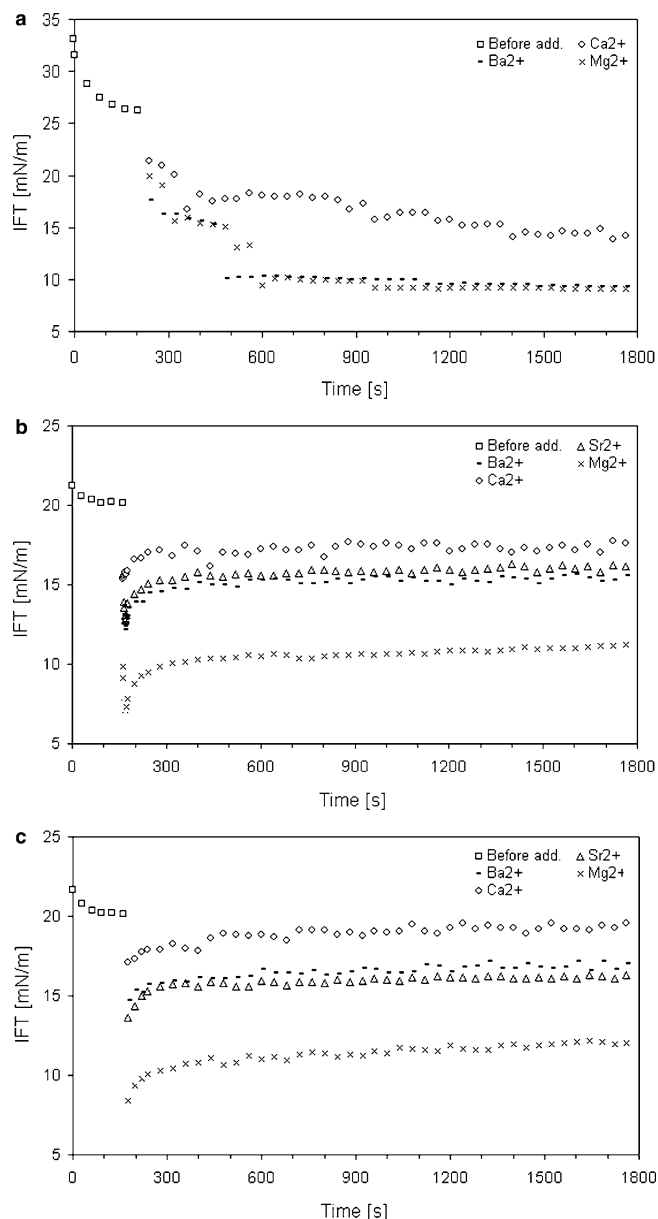 a
35
30
25
20
15
10
5
IFT [mN/m]
Before add.
Ca2+
Ba2+
Mg2+
0 300 600 900 1200 1500 1800
Time [s]
b
25
20
15
10
5
IFT [mN/m]
Before add.
Sr2+
Ba2+
Mg2+
Ca2+
0 300 600 900 1200 1500 1800
Time [s]
c
25
20
15
10
5
IFT [mN/m]
Before add.
Sr2+
Ba2+
Mg2+
Ca2+
0 300 600 900 1200 1500 1800
Time [s]